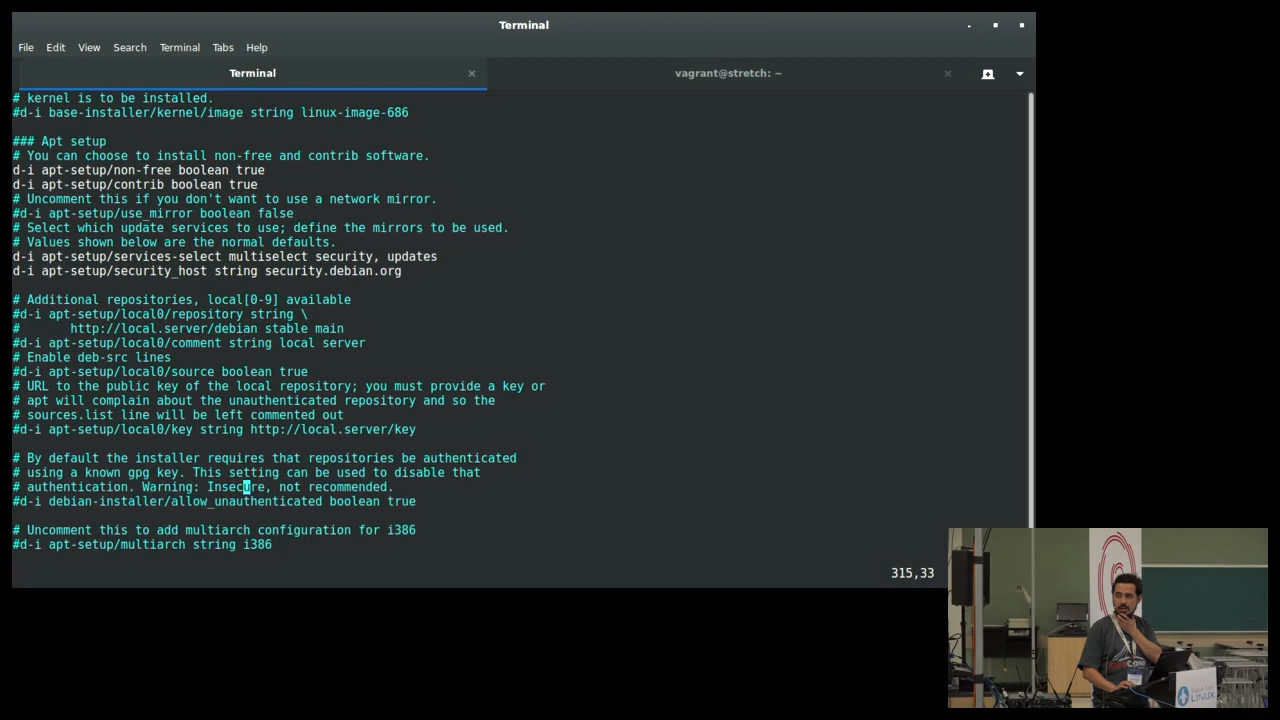 Terminal
File Edit View Search Terminal Tabs Help
Terminal
vagrant@stretch: ~
# kernel is to be installed.
#d-i base-installer/kernel/image string linux-image-686
### Apt setup
# You can choose to install non-free and contrib software.
d-i apt-setup/non-free boolean true
d-i apt-setup/contrib boolean true
# Uncomment this if you don't want to use a network mirror.
#d-i apt-setup/use_mirror boolean false
# Select which update services to use; define the mirrors to be used.
# Values shown below are the normal defaults.
d-i apt-setup/services-select multiselect security, updates
d-i apt-setup/security_host string security.debian.org
# Additional repositories, local[0-9] available
#d-i apt-setup/local0/repository string \
#       http://local.server/debian stable main
#d-i apt-setup/local0/comment string local server
# Enable deb-src lines
#d-i apt-setup/local0/source boolean true
# URL to the public key of the local repository; you must provide a key or
# apt will complain about the unauthenticated repository and so the
# sources.list line will be left commented out
#d-i apt-setup/local0/key string http://local.server/key
# By default the installer requires that repositories be authenticated
# using a known gpg key. This setting can be used to disable that
# authentication. Warning: Insecure, not recommended.
#d-i debian-installer/allow_unauthenticated boolean true
# Uncomment this to add multiarch configuration for i386
#d-i apt-setup/multiarch string i386
315,33
LINUX